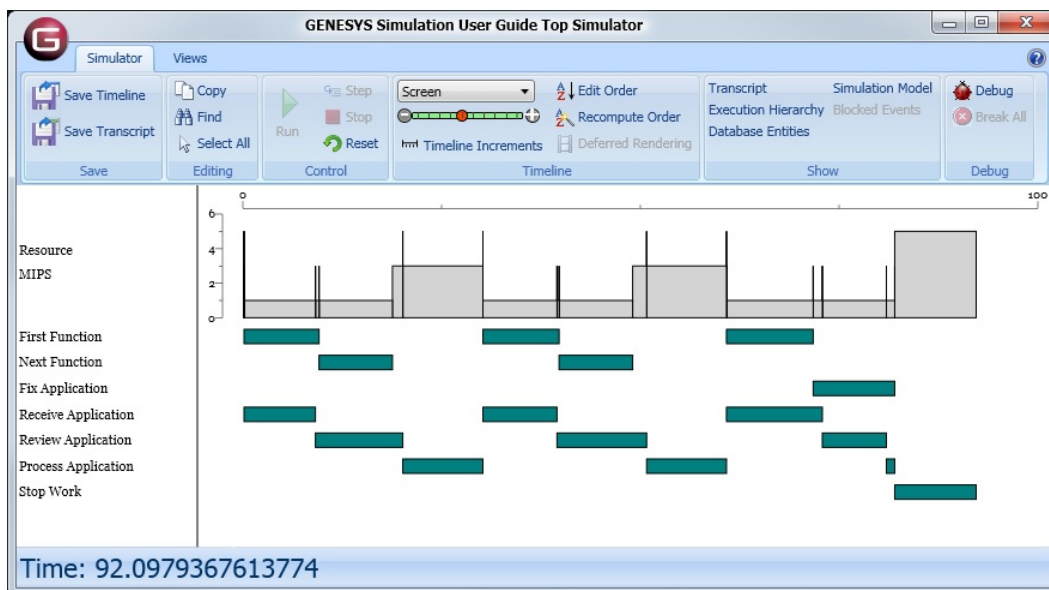 GENESYS Simulation User Guide Top Simulator
G
Simulator Views
Save Timeline
Save Transcript
Save
Copy
Find
Select All
Editing
Run
Step
Stop
Reset
Control
Screen
Timeline Increments
Edit Order
Recompute Order
Deferred Rendering
Timeline
Transcript Simulation Model
Execution Hierarchy Blocked Events
Database Entities
Show
Debug
Break All
Debug
0 100
6
4
2
0
Resource
MIPS
First Function
Next Function
Fix Application
Receive Application
Review Application
Process Application
Stop Work
Time: 92.0979367613774